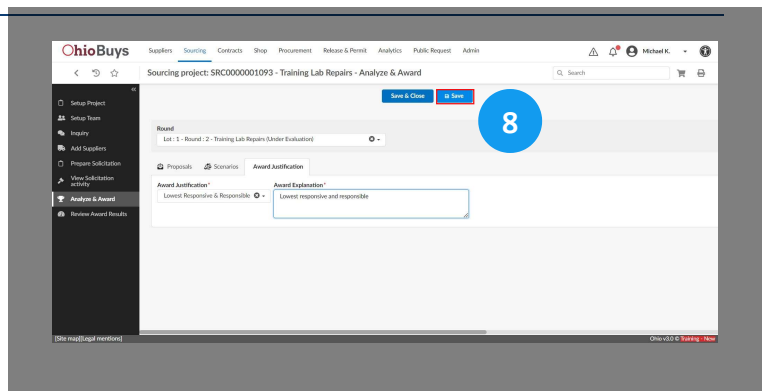 OhioBuys
Suppliers Sourcing Contracts Shop Procurement Release & Permit Analytics Public Request Admin
Michael K.
Sourcing project: SRC0000001093 - Training Lab Repairs - Analyze & Award
Search
Save & Close Save
8
Setup Project
Setup Team
Inquiry
Add Suppliers
Prepare Solicitation
View Solicitation
activity
Analyze & Award
Review Award Results
Round
Lot : 1 - Round : 2 - Training Lab Repairs (Under Evaluation)
Proposals Scenarios Award Justification
Award Justification* Award Explanation*
Lowest Responsive & Responsible Lowest responsive and responsible
[Site map][Legal mentions] Ohio v3.0 © Training - New